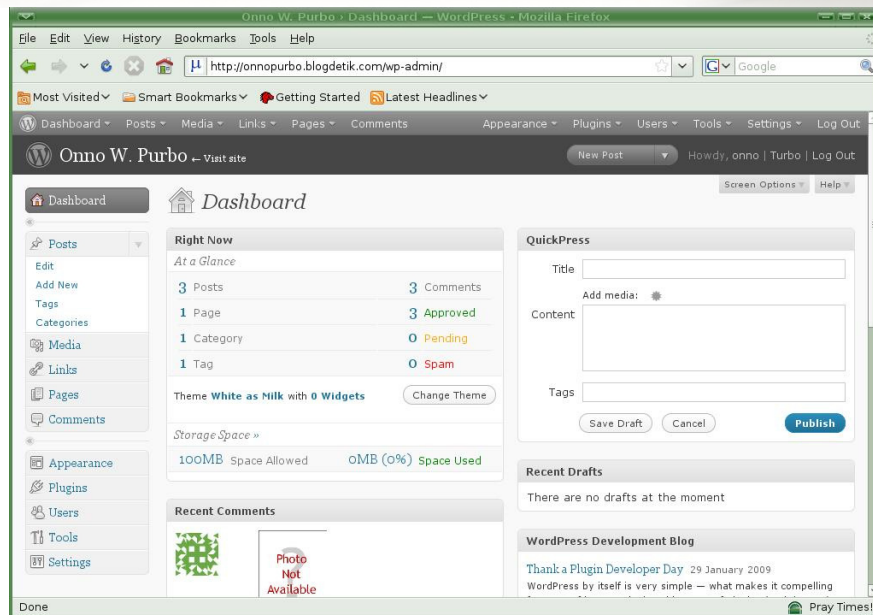 Onno W. Purbo › Dashboard — WordPress - Mozilla Firefox
File Edit View History Bookmarks Tools Help
http://onnopurbo.blogdetik.com/wp-admin/
Google
Most Visited Smart Bookmarks Getting Started Latest Headlines
Dashboard Posts Media Links Pages Comments Appearance Plugins Users Tools Settings Log Out
Onno W. Purbo ← Visit site New Post Howdy, onno | Turbo | Log Out
Screen Options Help
Dashboard
Posts
Edit
Add New
Tags
Categories
Media
Links
Pages
Comments
Appearance
Plugins
Users
Tools
Settings
Dashboard
Right Now
At a Glance
3 Posts 3 Comments
1 Page 3 Approved
1 Category 0 Pending
1 Tag 0 Spam
Theme White as Milk with 0 Widgets Change Theme
Storage Space »
100MB Space Allowed 0MB (0%) Space Used
Recent Comments
Photo
Not
Available
QuickPress
Title
Add media:
Content
Tags
Save Draft Cancel Publish
Recent Drafts
There are no drafts at the moment
WordPress Development Blog
Thank a Plugin Developer Day 29 January 2009
WordPress by itself is very simple — what makes it compelling
Done Pray Times!